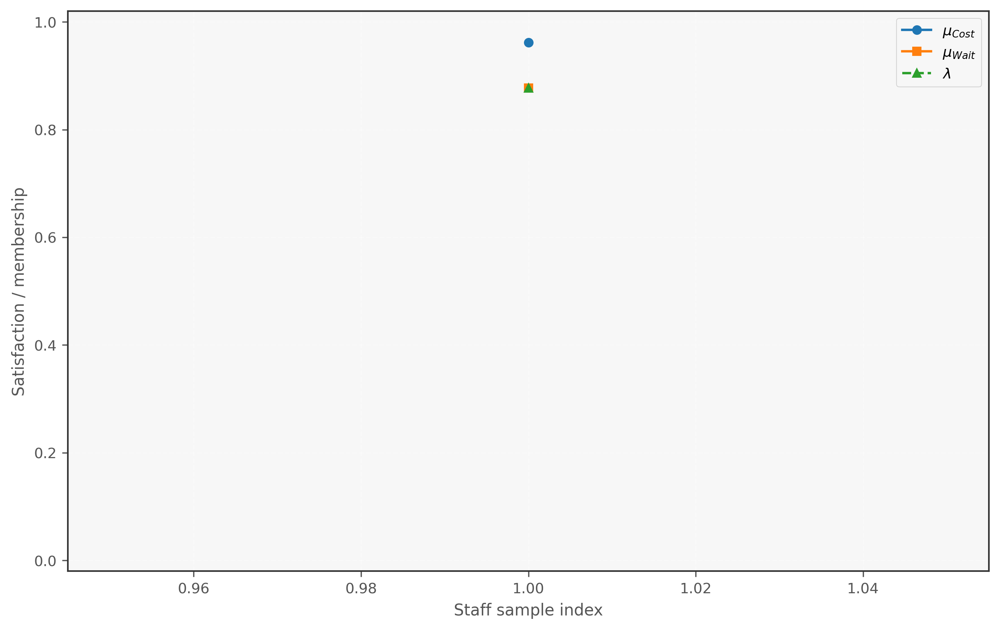 1.0
0.8
0.6
0.4
0.2
0.0
Satisfaction / membership
0.96
0.98
1.00
1.02
1.04
Staff sample index
μCost
μWait
λ